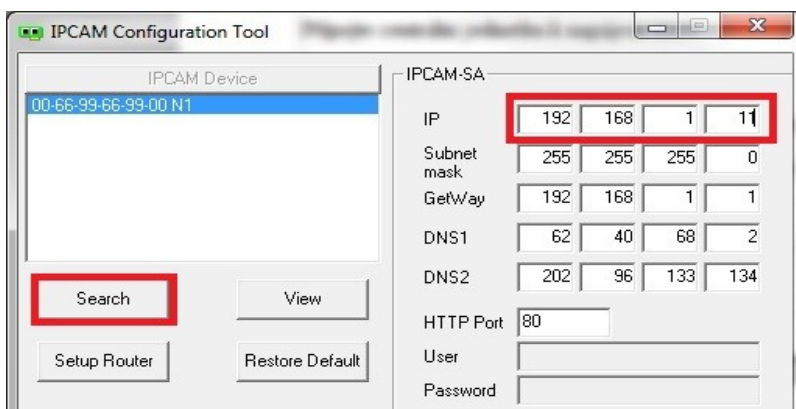 IPCAM Configuration Tool
IPCAM Device
00-66-99-66-99-00 N1
Search
View
Setup Router
Restore Default
IPCAM-SA
IP 192 168 1 11
Subnet mask 255 255 255 0
GetWay 192 168 1 1
DNS1 62 40 68 2
DNS2 202 96 133 134
HTTP Port 80
User
Password